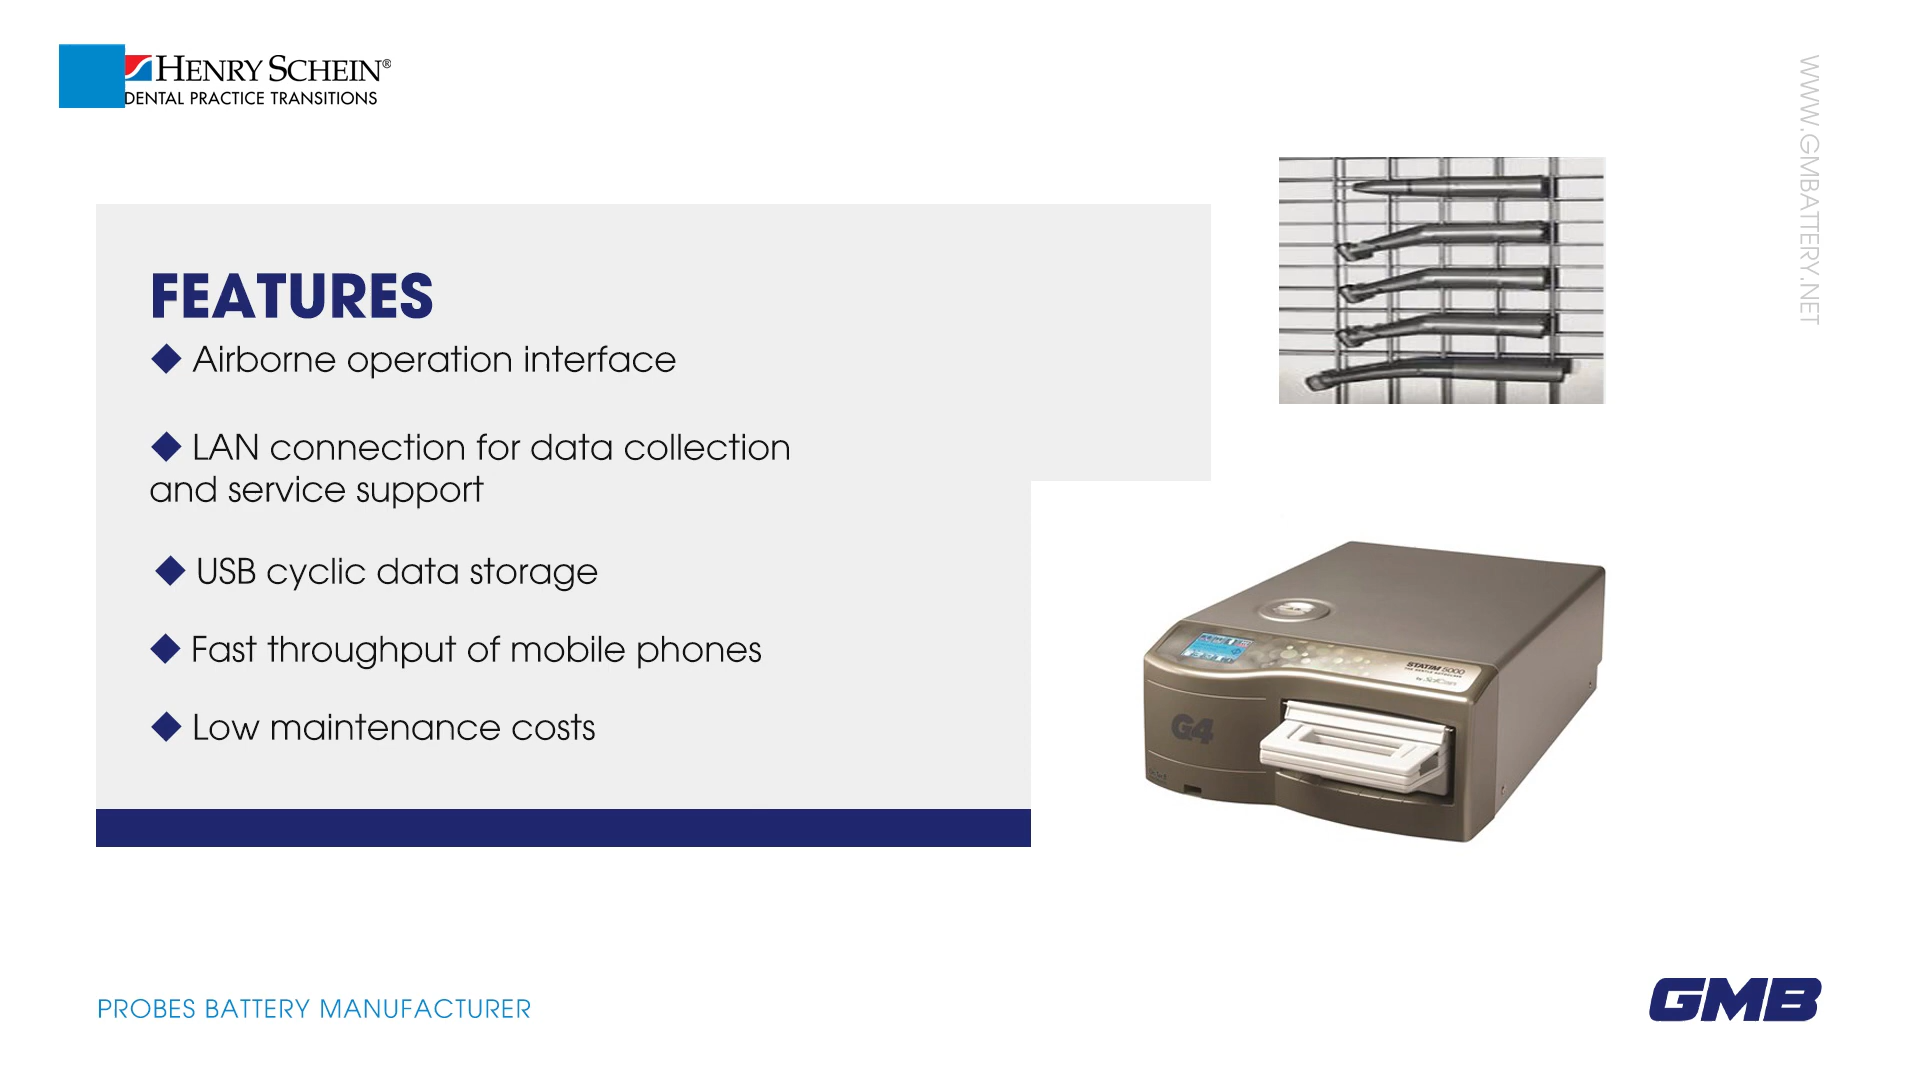 HENRY SCHEIN®
DENTAL PRACTICE TRANSITIONS
WWW.GMBATTERY.NET
FEATURES
◆ Airborne operation interface
◆ LAN connection for data collection
and service support
◆ USB cyclic data storage
◆ Fast throughput of mobile phones
◆ Low maintenance costs
STATIM 5000
by SciCan
G4
PROBES BATTERY MANUFACTURER
GMB